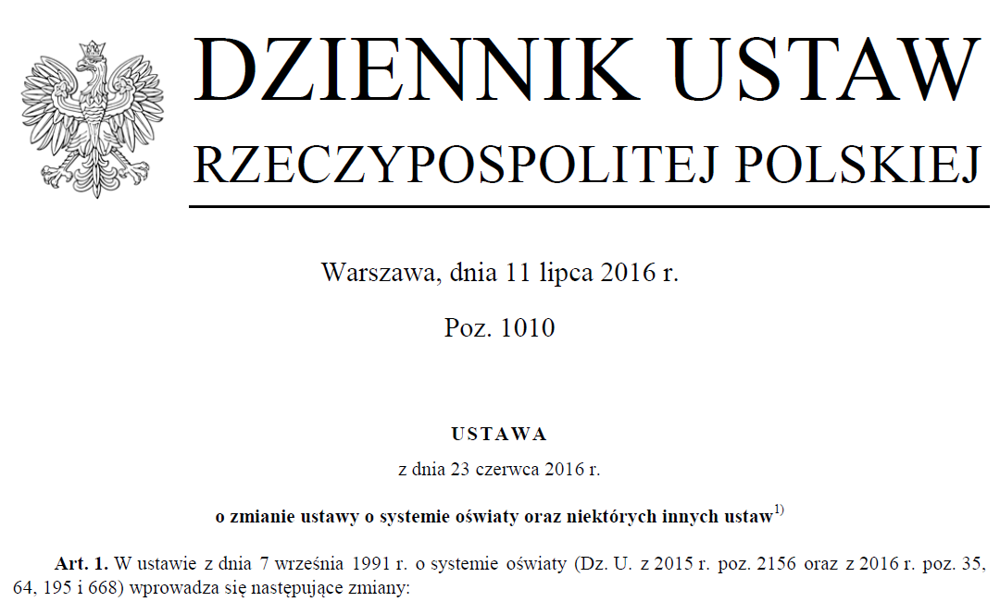 DZIENNIK USTAW
RZECZYPOSPOLITEJ POLSKIEJ
Warszawa, dnia 11 lipca 2016 r.
Poz. 1010
USTAWA
z dnia 23 czerwca 2016 r.
o zmianie ustawy o systemie oświaty oraz niektórych innych ustaw1)
Art. 1. W ustawie z dnia 7 września 1991 r. o systemie oświaty (Dz. U. z 2015 r. poz. 2156 oraz z 2016 r. poz. 35,
64, 195 i 668) wprowadza się następujące zmiany: